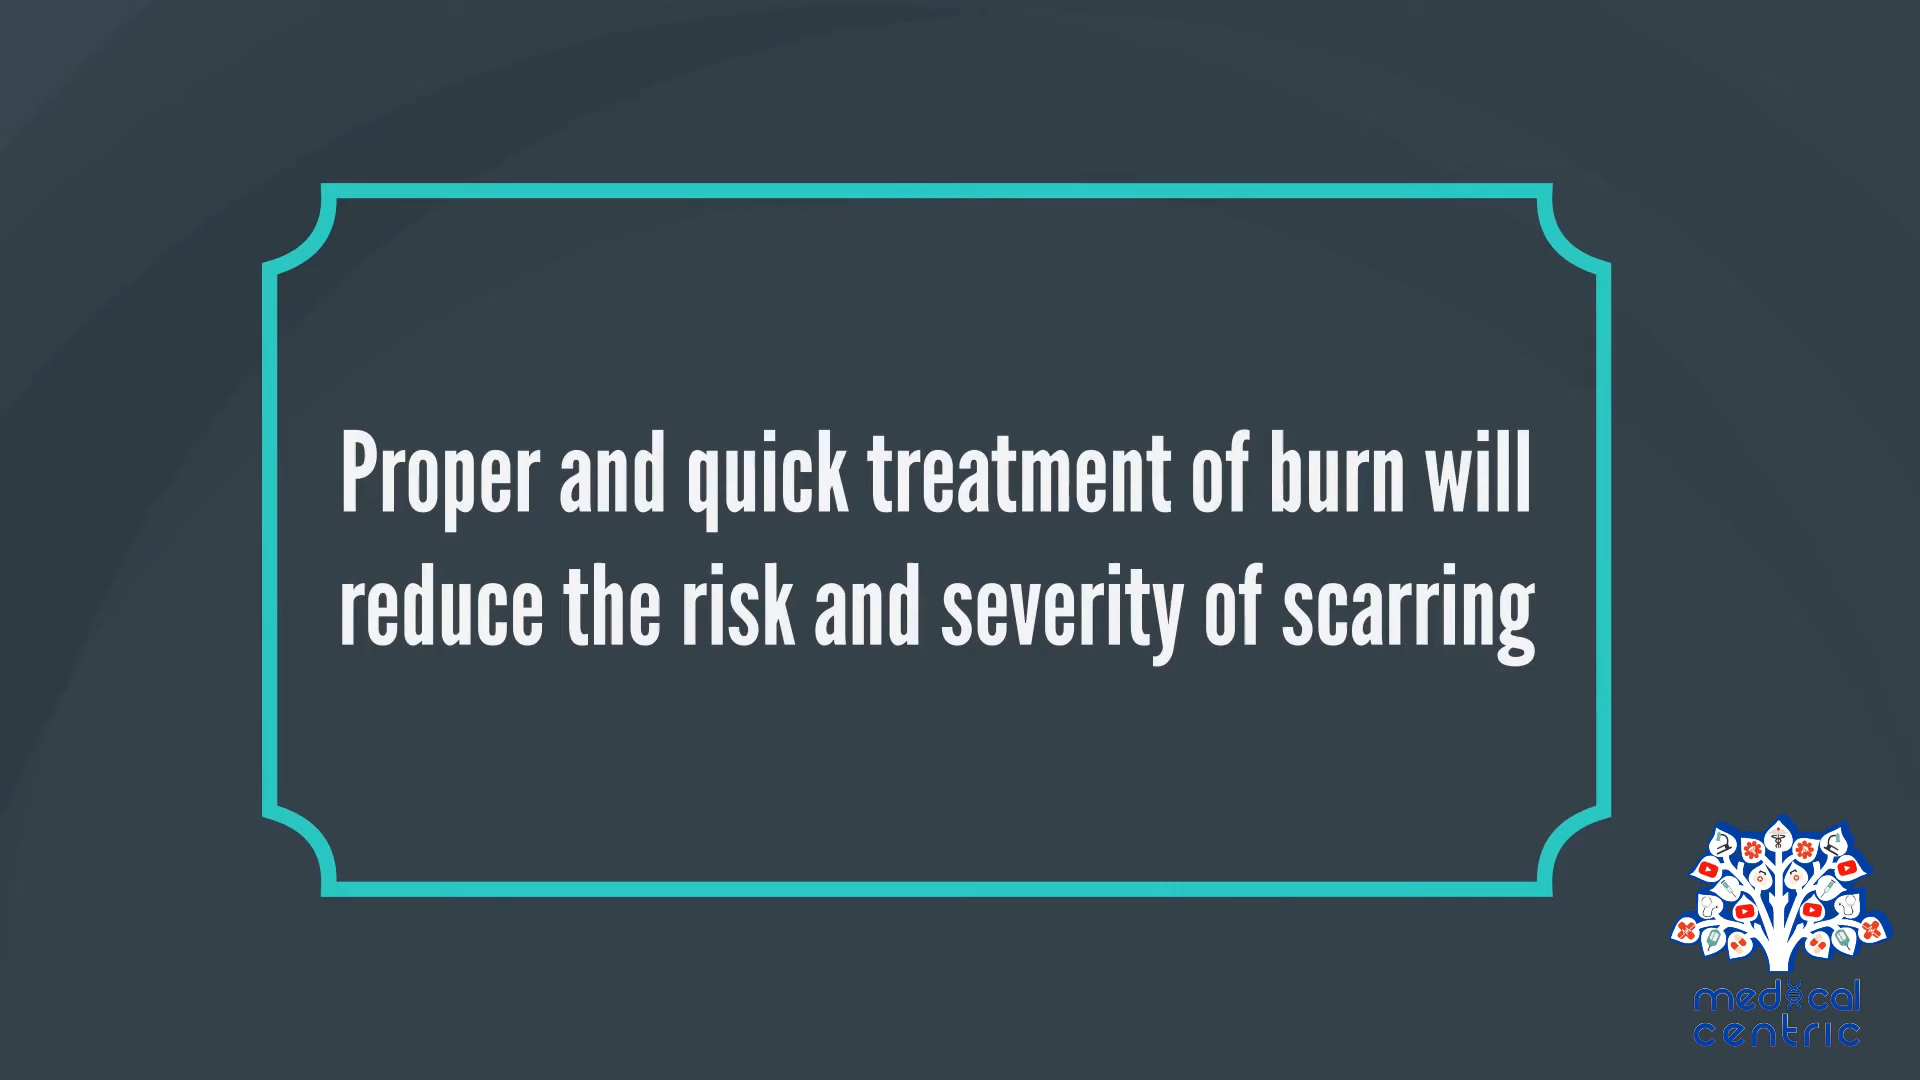 Proper and quick treatment of burn will
reduce the risk and severity of scarring
medical
centric